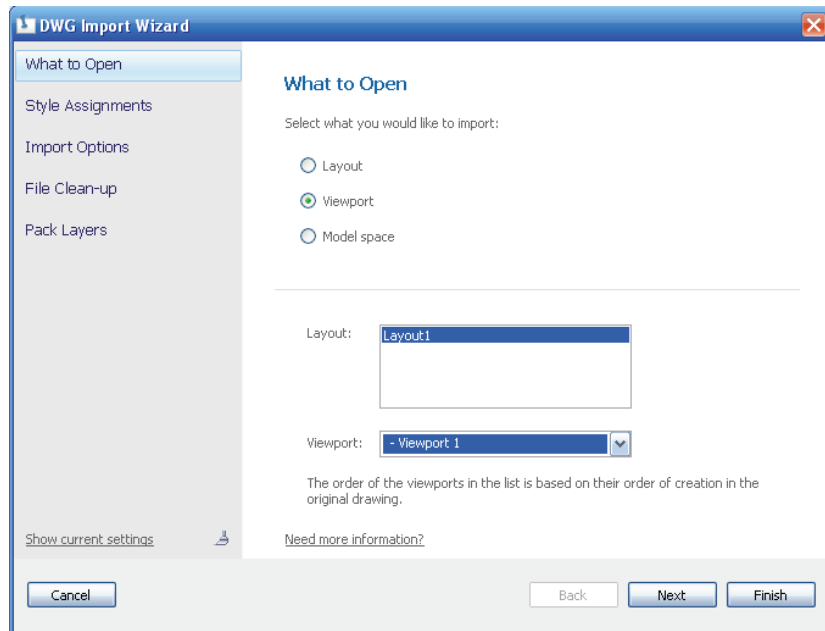 DWG Import Wizard
What to Open
Style Assignments
Import Options
File Clean-up
Pack Layers
Show current settings
What to Open
Select what you would like to import:
Layout
Viewport
Model space
Layout:
Layout1
Viewport:
- Viewport 1
The order of the viewports in the list is based on their order of creation in the
original drawing.
Need more information?
Cancel
Back
Next
Finish